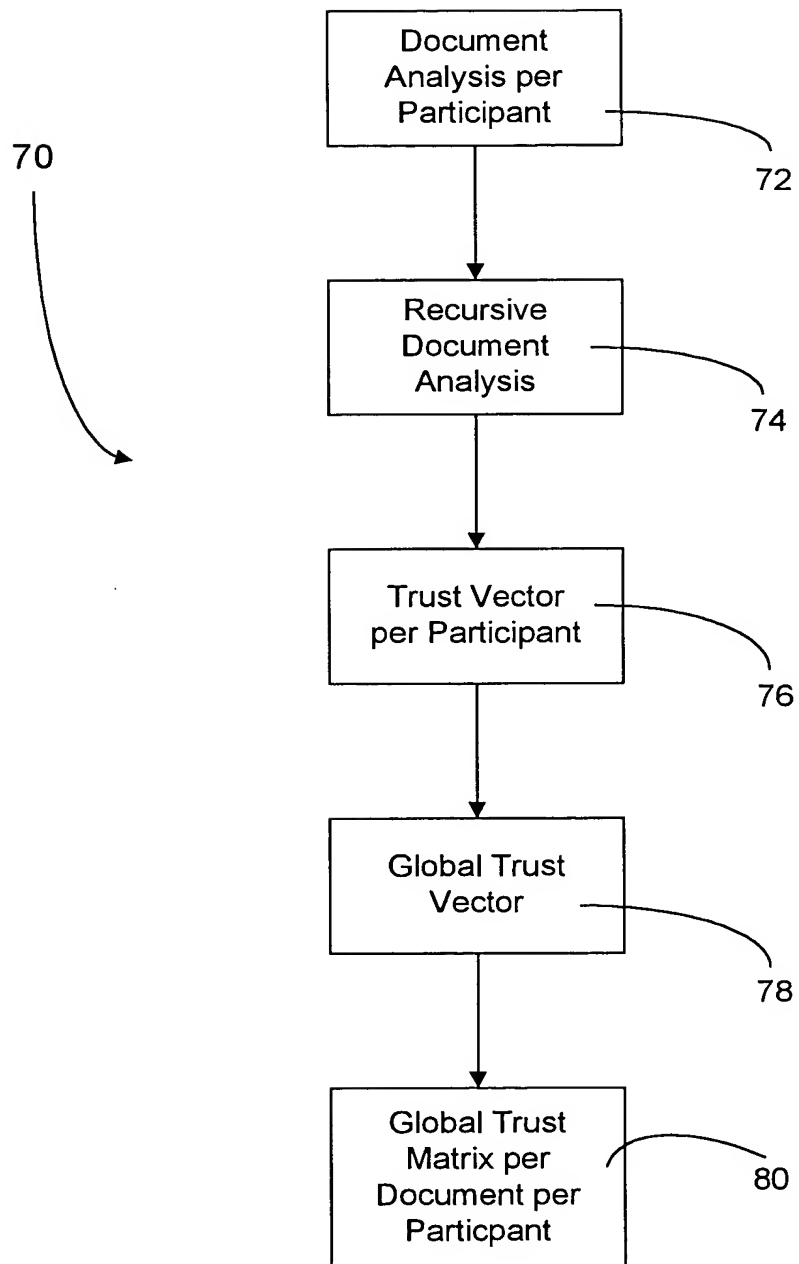 Document
Analysis per
Participant
72
70
Recursive
Document
Analysis
74
Trust Vector
per Participant
76
Global Trust
Vector
78
Global Trust
Matrix per
Document per
Particpant
80